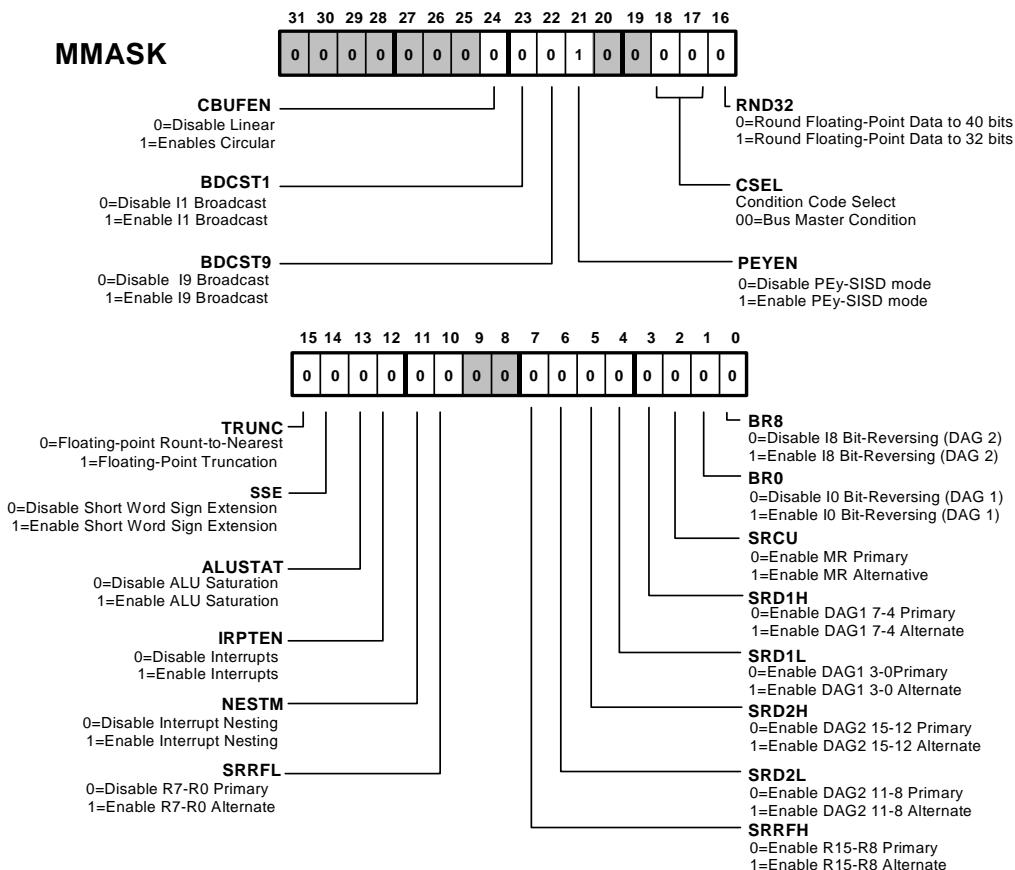 31 30 29 28 27 26 25 24 23 22 21 20 19 18 17 16
MMASK
0 0 0 0 0 0 0 0 0 0 1 0 0 0 0 0
CBUFEN
0=Disable Linear
1=Enables Circular
RND32
0=Round Floating-Point Data to 40 bits
1=Round Floating-Point Data to 32 bits
BDCST1
0=Disable I1 Broadcast
1=Enable I1 Broadcast
CSEL
Condition Code Select
00=Bus Master Condition
BDCST9
0=Disable I9 Broadcast
1=Enable I9 Broadcast
PEYEN
0=Disable PEy-SISD mode
1=Enable PEy-SISD mode
15 14 13 12 11 10 9 8 7 6 5 4 3 2 1 0
0 0 0 0 0 0 0 0 0 0 0 0 0 0 0 0
TRUNC
0=Floating-point Rount-to-Nearest
1=Floating-Point Truncation
SSE
0=Disable Short Word Sign Extension
1=Enable Short Word Sign Extension
ALUSTAT
0=Disable ALU Saturation
1=Enable ALU Saturation
IRPTEN
0=Disable Interrupts
1=Enable Interrupts
NESTM
0=Disable Interrupt Nesting
1=Enable Interrupt Nesting
SRRFL
0=Disable R7-R0 Primary
1=Enable R7-R0 Alternate
BR8
0=Disable I8 Bit-Reversing (DAG 2)
1=Enable I8 Bit-Reversing (DAG 2)
BR0
0=Disable I0 Bit-Reversing (DAG 1)
1=Enable I0 Bit-Reversing (DAG 1)
SRCU
0=Enable MR Primary
1=Enable MR Alternative
SRD1H
0=Enable DAG1 7-4 Primary
1=Enable DAG1 7-4 Alternate
SRD1L
0=Enable DAG1 3-0Primary
1=Enable DAG1 3-0 Alternate
SRD2H
0=Enable DAG2 15-12 Primary
1=Enable DAG2 15-12 Alternate
SRD2L
0=Enable DAG2 11-8 Primary
1=Enable DAG2 11-8 Alternate
SRRFH
0=Enable R15-R8 Primary
1=Enable R15-R8 Alternate